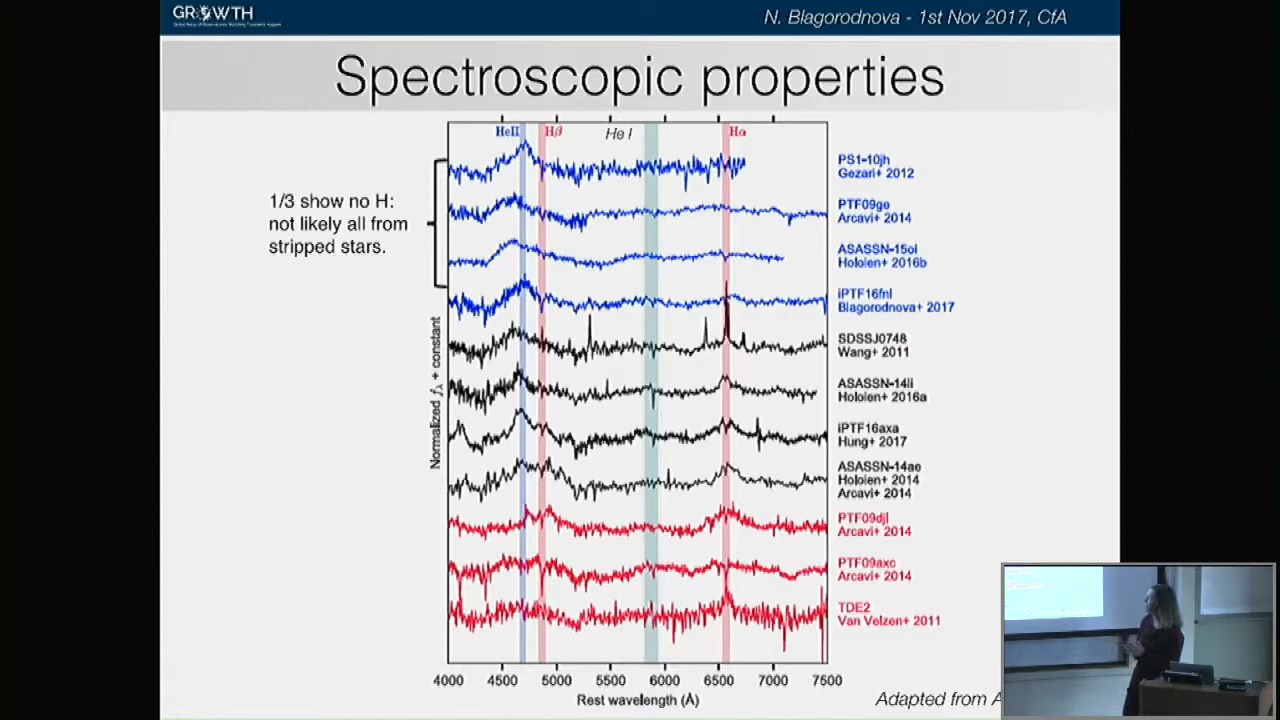 GROWTH
N. Blagorodnova - 1st Nov 2017, CfA
Spectroscopic properties
HeII
Hβ
He I
Hα
1/3 show no H:
not likely all from
stripped stars.
PS1-10jh
Gezari+ 2012
PTF09ge
Arcavi+ 2014
ASASSN-15ol
Holoien+ 2016b
iPTF16fnl
Blagorodnova+ 2017
SDSSJ0748
Wang+ 2011
ASASSN-14li
Holoien+ 2016a
iPTF16axa
Hung+ 2017
ASASSN-14ae
Holoien+ 2014
Arcavi+ 2014
PTF09djl
Arcavi+ 2014
PTF09axc
Arcavi+ 2014
TDE2
Van Velzen+ 2011
Normalized fλ + constant
4000 4500 5000 5500 6000 6500 7000 7500
Rest wavelength (Å)
Adapted from A